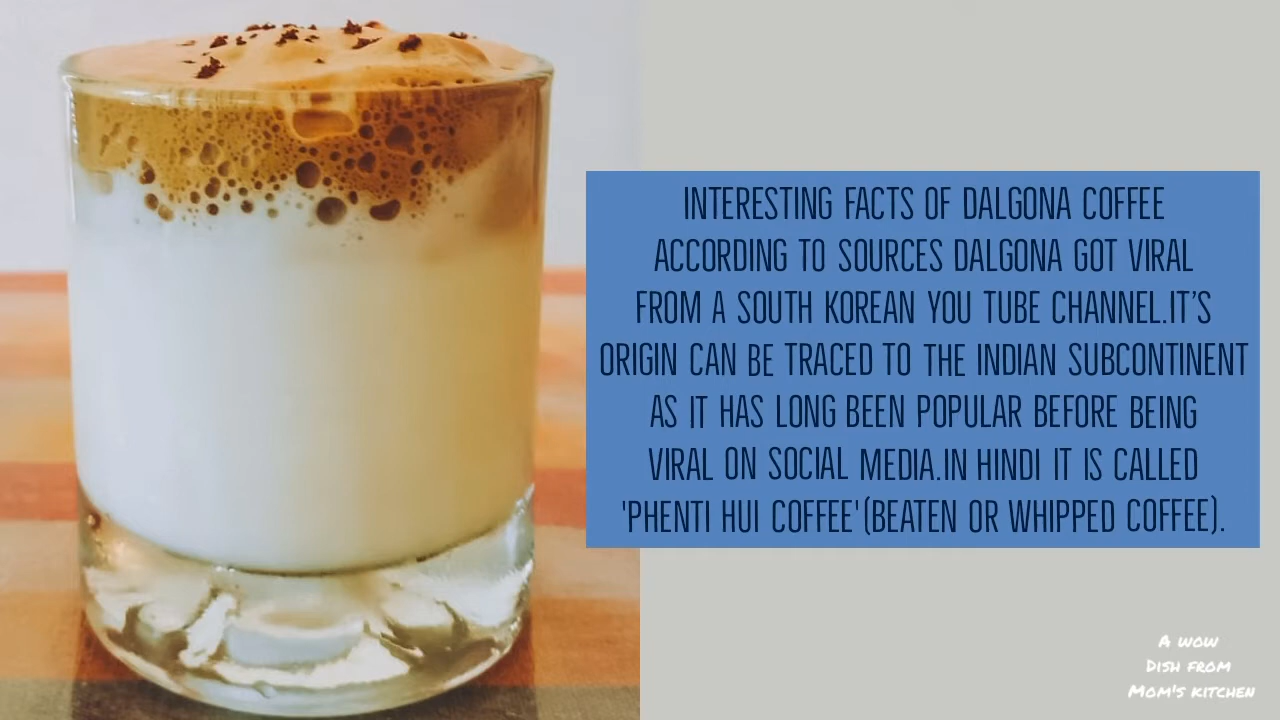 INTERESTING FACTS OF DALGONA COFFEE
ACCORDING TO SOURCES DALGONA GOT VIRAL
FROM A SOUTH KOREAN YOU TUBE CHANNEL.IT'S
ORIGIN CAN BE TRACED TO THE INDIAN SUBCONTINENT
AS IT HAS LONG BEEN POPULAR BEFORE BEING
VIRAL ON SOCIAL MEDIA.IN HINDI IT IS CALLED
'PHENTI HUI COFFEE'(BEATEN OR WHIPPED COFFEE).
A WOW
DISH FROM
MOM'S KITCHEN